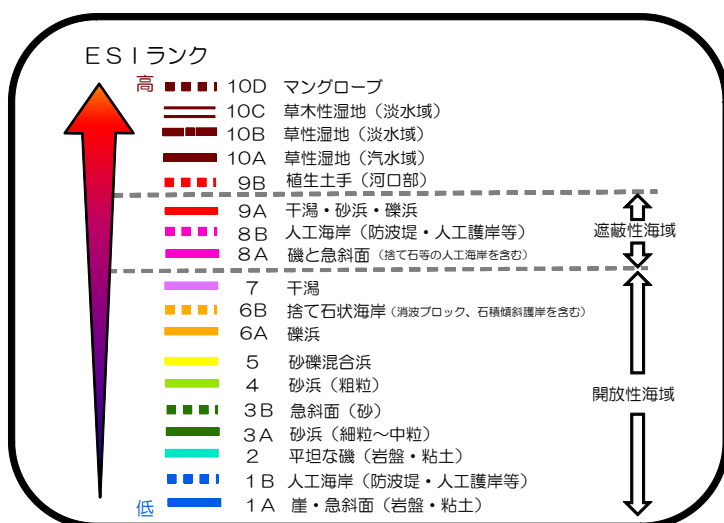 ESIランク
高
10D マングローブ
10C 草木性湿地（淡水域）
10B 草性湿地（淡水域）
10A 草性湿地（汽水域）
9B 植生土手（河口部）
9A 干潟・砂浜・礫浜
8B 人工海岸（防波堤・人工護岸等）
遮蔽性海域
8A 磯と急斜面（捨て石等の人工海岸を含む）
7 干潟
6B 捨て石状海岸（消波ブロック、石積傾斜護岸を含む）
6A 礫浜
5 砂礫混合浜
4 砂浜（粗粒）
開放性海域
3B 急斜面（砂）
3A 砂浜（細粒～中粒）
2 平坦な磯（岩盤・粘土）
1B 人工海岸（防波堤・人工護岸等）
低
1A 崖・急斜面（岩盤・粘土）